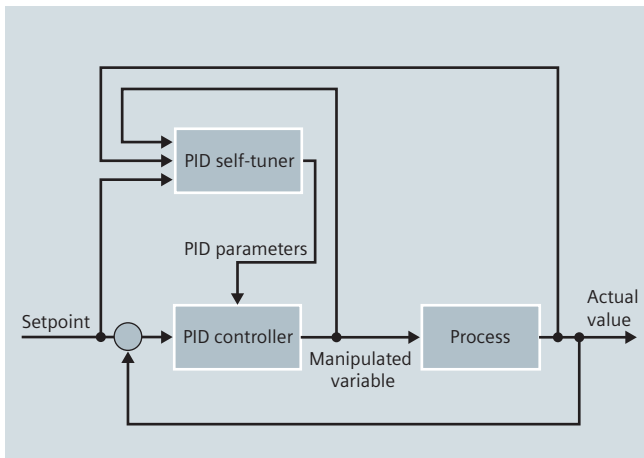 PID self-tuner
PID parameters
Setpoint
PID controller
Manipulated
variable
Process
Actual
value